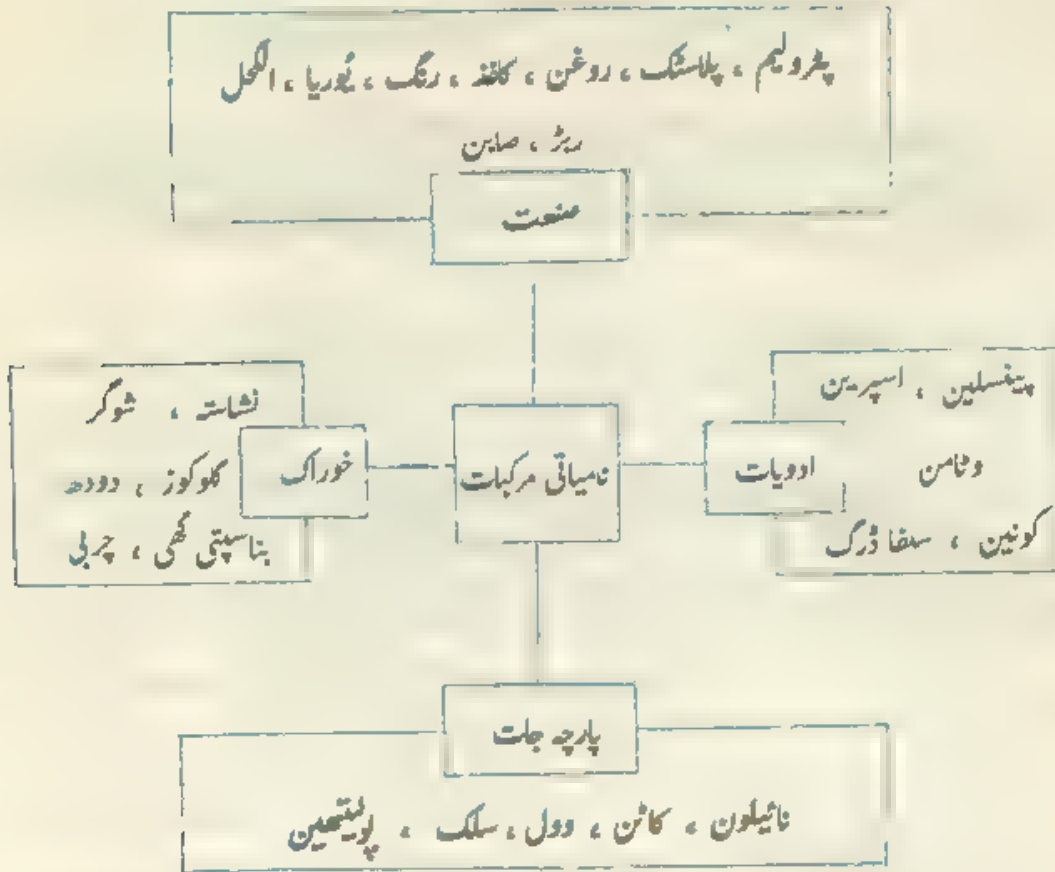 پٹرولیم ، پلاسٹک ، روغن ، کاغذ ، رنگ ، یُوریا ، الکحل
ربڑ ، صابن
صنعت
پینسلین ، اسپرین
وٹامن
کونین ، سلفا ڈرگ
ادویات
نامیاتی مرکبات
خوراک
نشاستہ ، شوگر
گلوکوز ، دودھ
بناسپتی گھی ، چربی
پارچہ جات
نائیلون ، کاٹن ، وول ، سلک ، پولیتھین